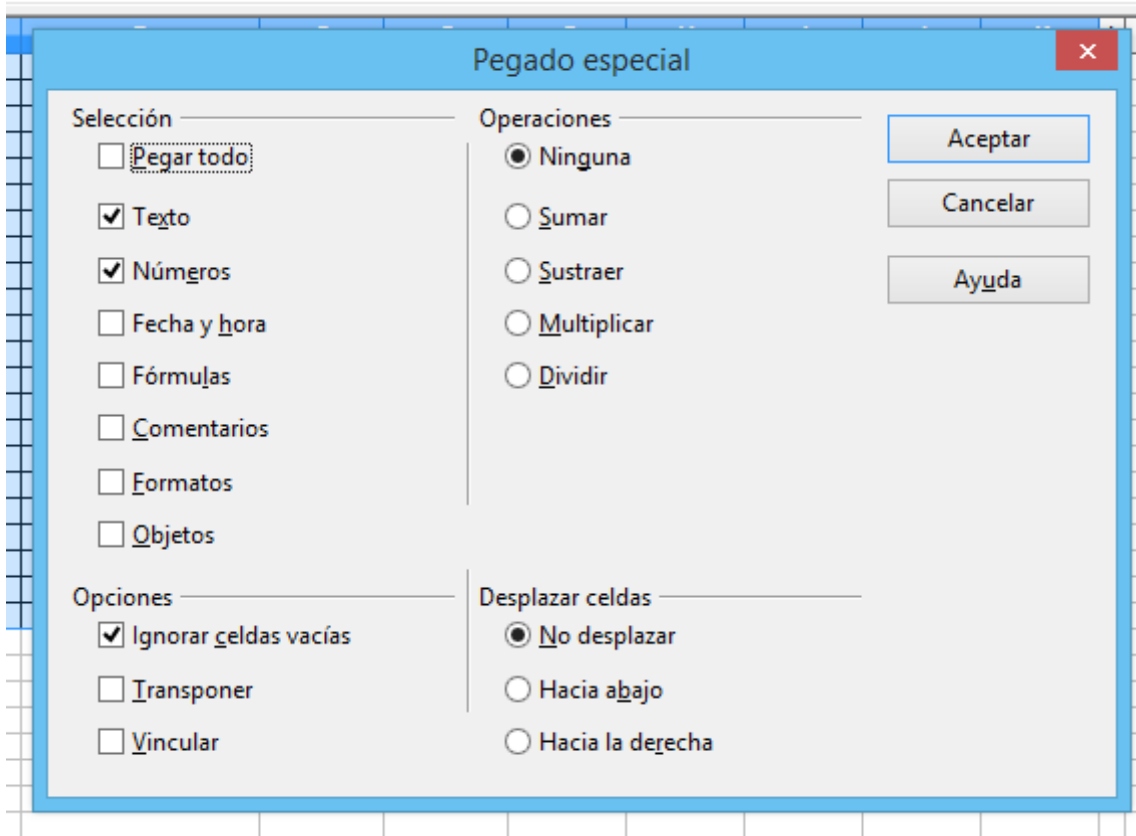 Pegado especial
Selección
Pegar todo
Texto
Números
Fecha y hora
Fórmulas
Comentarios
Formatos
Objetos
Operaciones
Ninguna
Sumar
Sustraer
Multiplicar
Dividir
Aceptar
Cancelar
Ayuda
Opciones
Ignorar celdas vacías
Transponer
Vincular
Desplazar celdas
No desplazar
Hacia abajo
Hacia la derecha